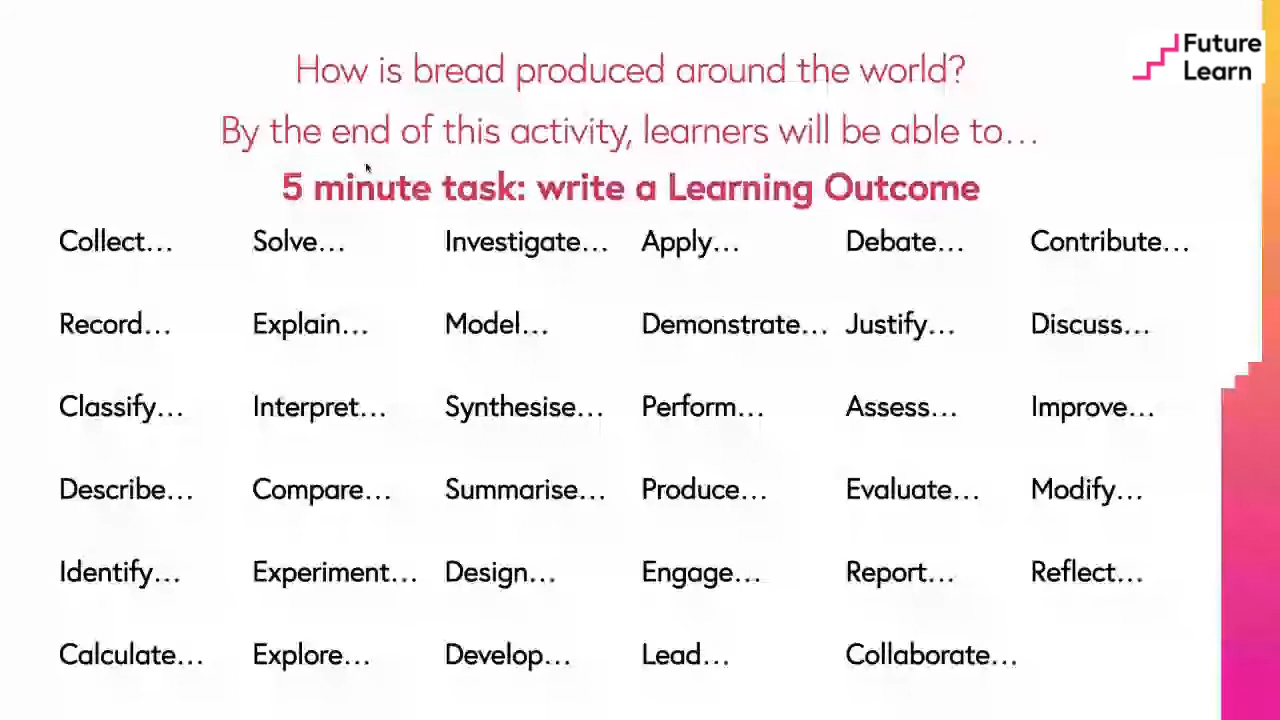 Future
Learn
How is bread produced around the world?
By the end of this activity, learners will be able to...
5 minute task: write a Learning Outcome
Collect... Solve... Investigate... Apply... Debate... Contribute...
Record... Explain... Model... Demonstrate... Justify... Discuss...
Classify... Interpret... Synthesise... Perform... Assess... Improve...
Describe... Compare... Summarise... Produce... Evaluate... Modify...
Identify... Experiment... Design... Engage... Report... Reflect...
Calculate... Explore... Develop... Lead... Collaborate...